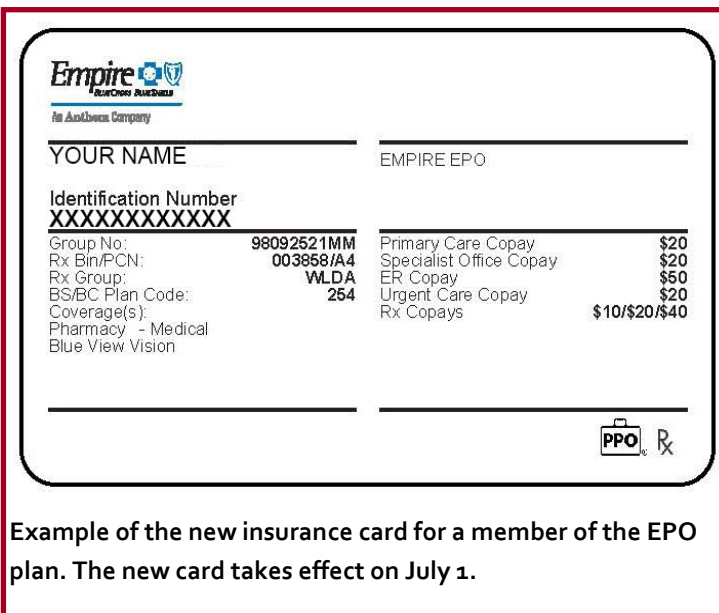 Empire
BLUECROSS BLUESHIELD
An Anthem Company
YOUR NAME
Identification Number
XXXXXXXXXXXX
Group No: 98092521MM
Rx Bin/PCN: 003858/A4
Rx Group: WLDA
BS/BC Plan Code: 254
Coverage(s):
Pharmacy - Medical
Blue View Vision
EMPIRE EPO
Primary Care Copay $20
Specialist Office Copay $20
ER Copay $50
Urgent Care Copay $20
Rx Copays $10/$20/$40
PPO ® Rx
Example of the new insurance card for a member of the EPO
plan. The new card takes effect on July 1.